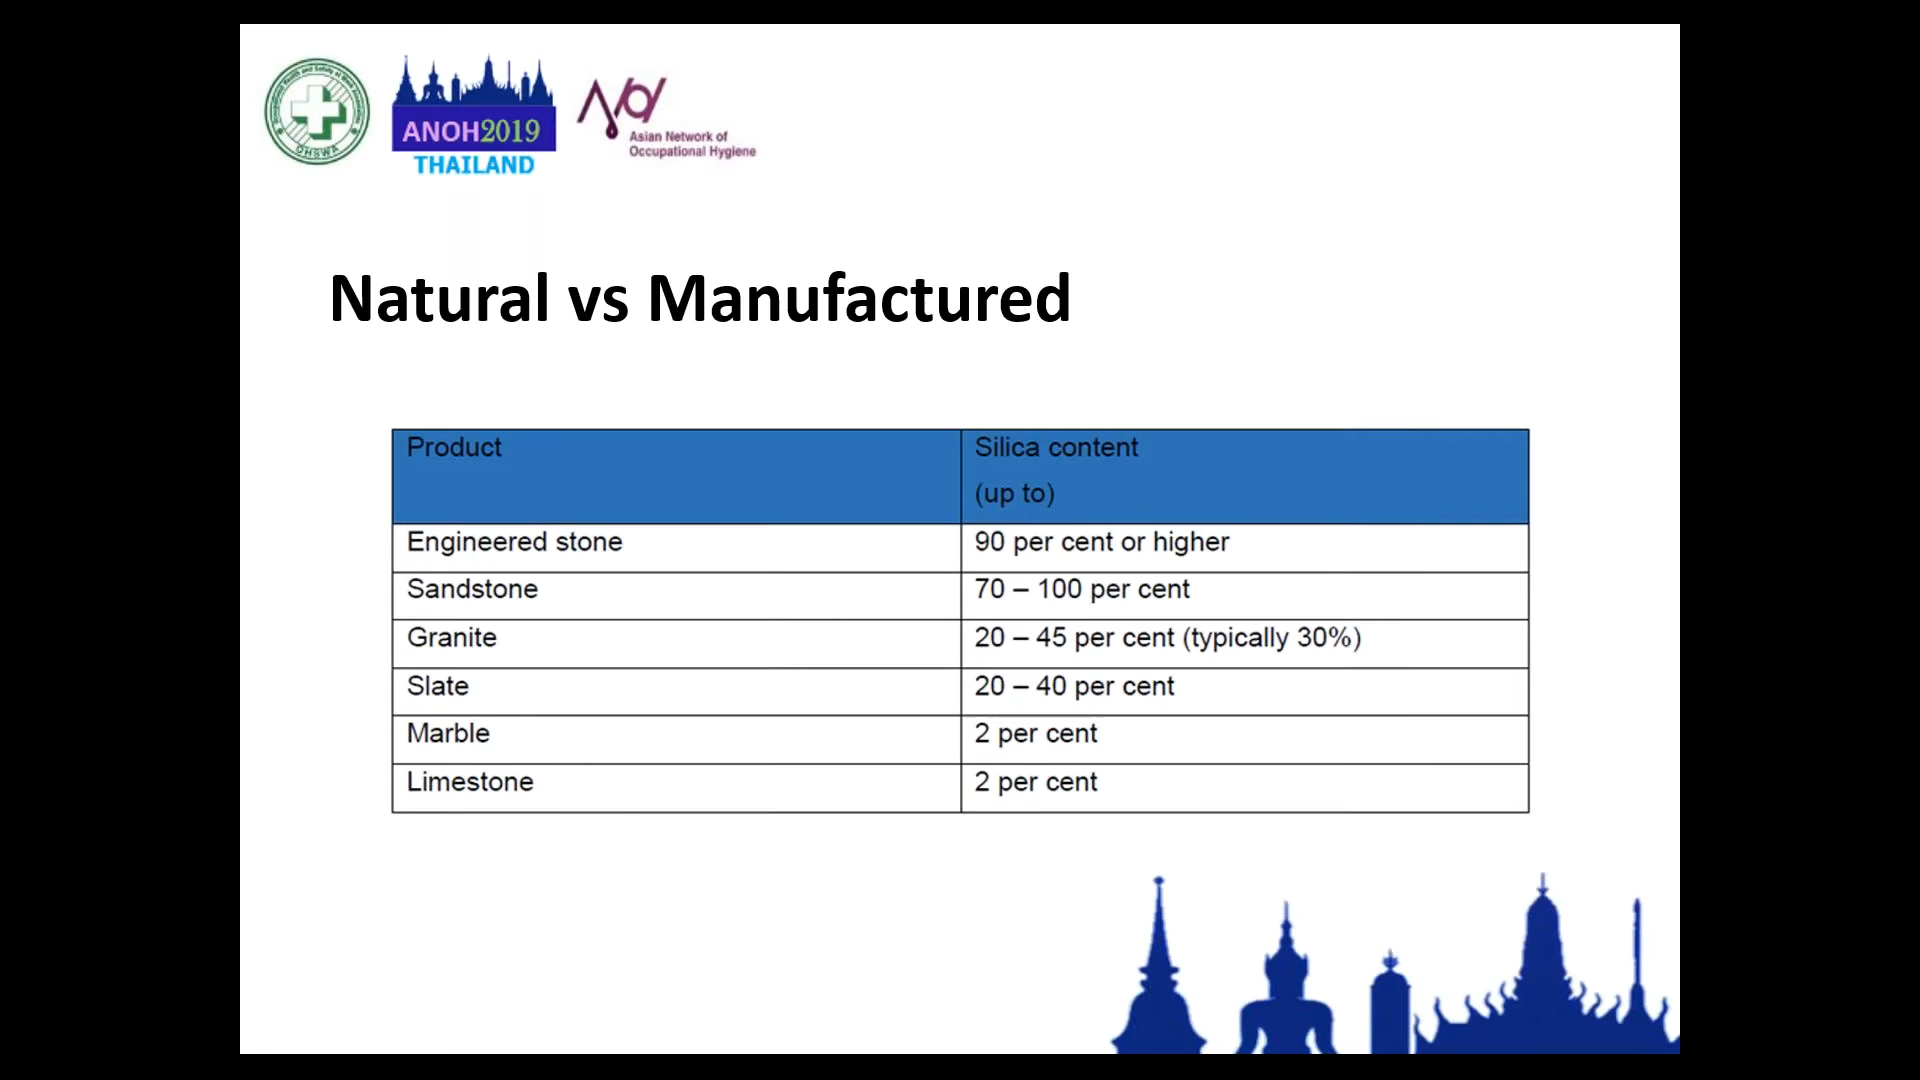 OHSWA
ANOH2019
THAILAND
Asian Network of
Occupational Hygiene
Natural vs Manufactured
Product
Silica content
(up to)
Engineered stone
90 per cent or higher
Sandstone
70 – 100 per cent
Granite
20 – 45 per cent (typically 30%)
Slate
20 – 40 per cent
Marble
2 per cent
Limestone
2 per cent